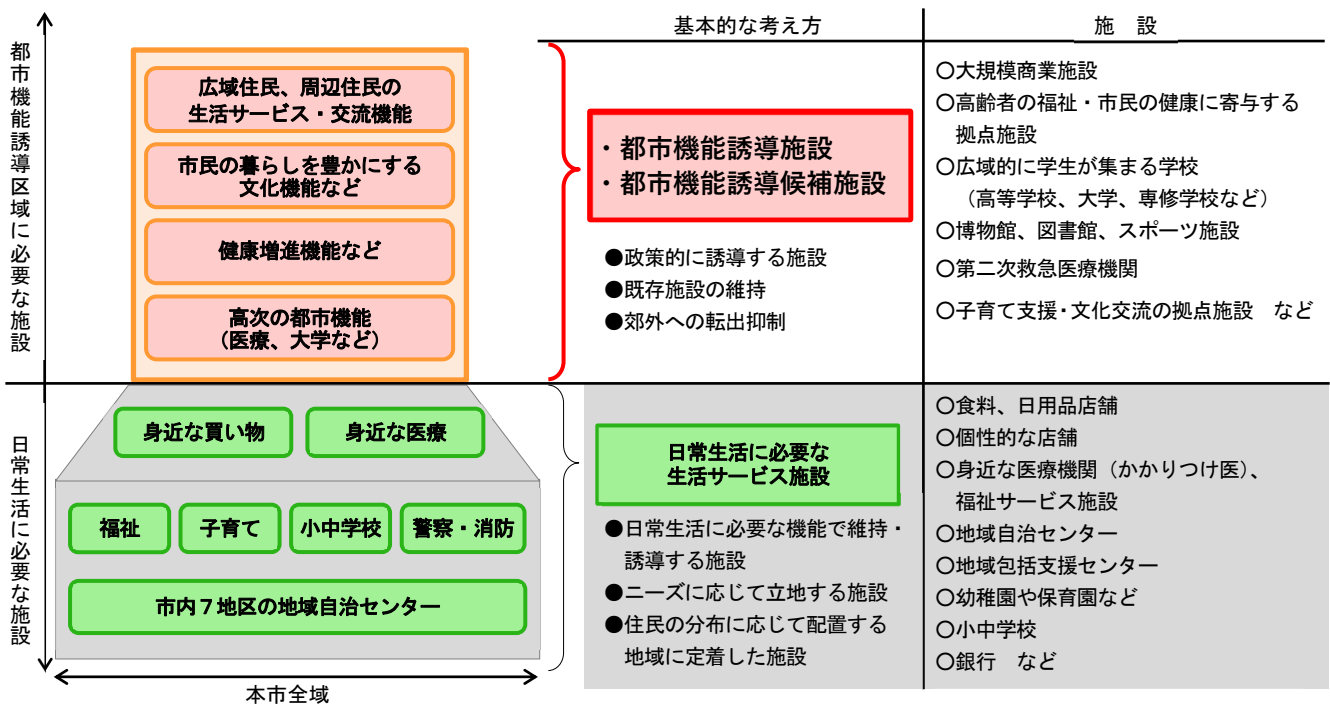 基本的な考え方
施　設
都市機能誘導区域に必要な施設
広域住民、周辺住民の
生活サービス・交流機能
市民の暮らしを豊かにする
文化機能など
健康増進機能など
高次の都市機能
（医療、大学など）
・都市機能誘導施設
・都市機能誘導候補施設
●政策的に誘導する施設
●既存施設の維持
●郊外への転出抑制
○大規模商業施設
○高齢者の福祉・市民の健康に寄与する
拠点施設
○広域的に学生が集まる学校
（高等学校、大学、専修学校など）
○博物館、図書館、スポーツ施設
○第二次救急医療機関
○子育て支援・文化交流の拠点施設　など
日常生活に必要な施設
身近な買い物
身近な医療
福祉
子育て
小中学校
警察・消防
市内７地区の地域自治センター
本市全域
日常生活に必要な
生活サービス施設
●日常生活に必要な機能で維持・
誘導する施設
●ニーズに応じて立地する施設
●住民の分布に応じて配置する
地域に定着した施設
○食料、日用品店舗
○個性的な店舗
○身近な医療機関（かかりつけ医）、
福祉サービス施設
○地域自治センター
○地域包括支援センター
○幼稚園や保育園など
○小中学校
○銀行　など